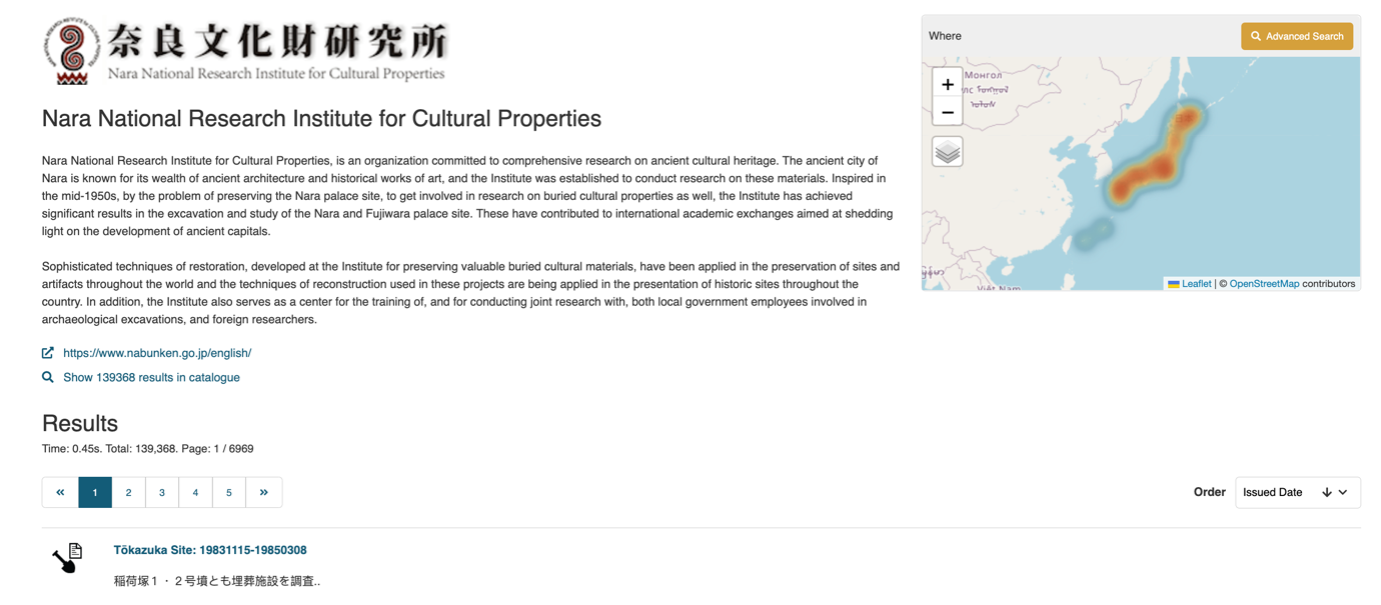 奈良文化財研究所
Nara National Research Institute for Cultural Properties
Nara National Research Institute for Cultural Properties
Nara National Research Institute for Cultural Properties, is an organization committed to comprehensive research on ancient cultural heritage. The ancient city of
Nara is known for its wealth of ancient architecture and historical works of art, and the Institute was established to conduct research on these materials. Inspired in
the mid-1950s, by the problem of preserving the Nara palace site, to get involved in research on buried cultural properties as well, the Institute has achieved
significant results in the excavation and study of the Nara and Fujiwara palace site. These have contributed to international academic exchanges aimed at shedding
light on the development of ancient capitals.
Sophisticated techniques of restoration, developed at the Institute for preserving valuable buried cultural materials, have been applied in the preservation of sites and
artifacts throughout the world and the techniques of reconstruction used in these projects are being applied in the presentation of historic sites throughout the
country. In addition, the Institute also serves as a center for the training of, and for conducting joint research with, both local government employees involved in
archaeological excavations, and foreign researchers.
https://www.nabunken.go.jp/english/
Show 139368 results in catalogue
Where
Advanced Search
+
−
Монгол
Việt Nam
Leaflet | © OpenStreetMap contributors
Results
Time: 0.45s. Total: 139,368. Page: 1 / 6969
« 1 2 3 4 5 »
Order Issued Date
Tōkazuka Site: 19831115-19850308
稲荷塚1・2号墳とも埋葬施設を調査..